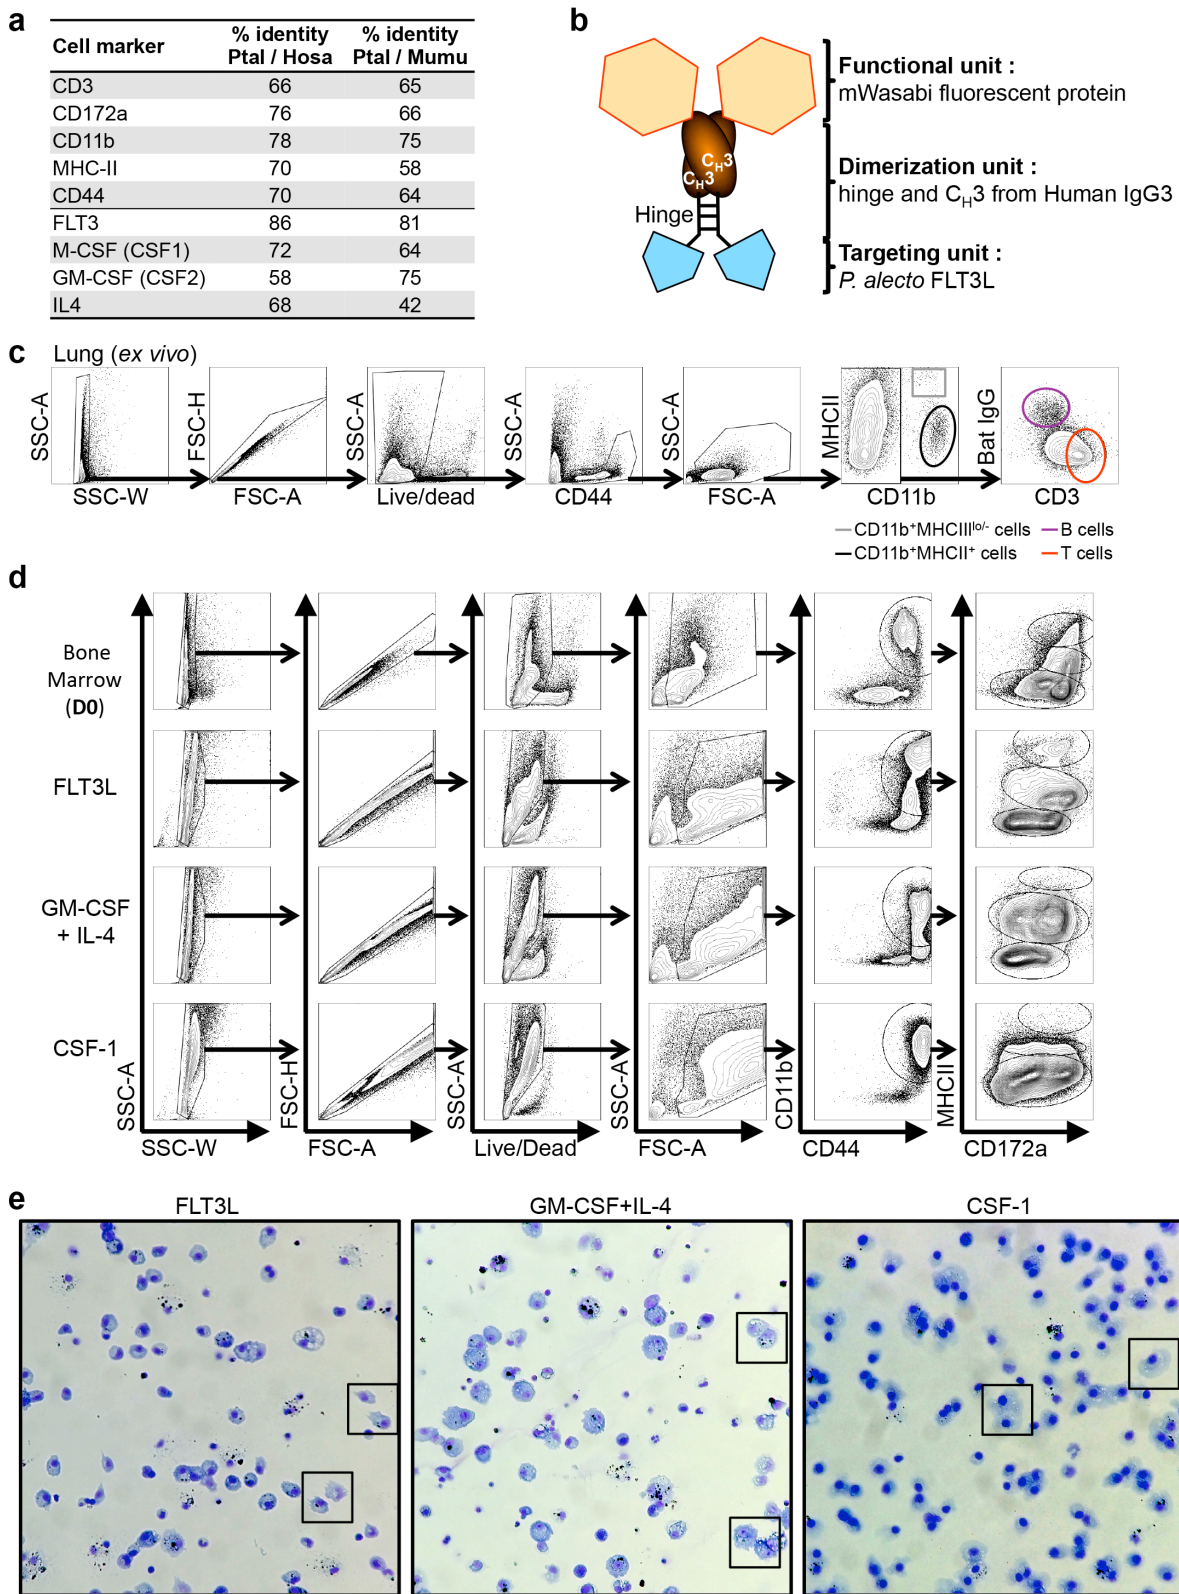 a
Cell marker % identity Ptal / Hosa % identity Ptal / Mumu
CD3 66 65
CD172a 76 66
CD11b 78 75
MHC-II 70 58
CD44 70 64
FLT3 86 81
M-CSF (CSF1) 72 64
GM-CSF (CSF2) 58 75
IL4 68 42
b
Functional unit :
mWasabi fluorescent protein
CH3
CH3
Dimerization unit :
hinge and CH3 from Human IgG3
Hinge
Targeting unit :
P. alecto FLT3L
c
Lung (ex vivo)
SSC-A
SSC-W
FSC-H
FSC-A
SSC-A
Live/dead
SSC-A
CD44
SSC-A
FSC-A
MHCII
CD11b
Bat IgG
CD3
CD11b+MHCIIIlo/- cells
B cells
CD11b+MHCII+ cells
T cells
d
Bone
Marrow
(D0)
FLT3L
GM-CSF
+ IL-4
CSF-1
SSC-A
SSC-W
FSC-H
FSC-A
SSC-A
Live/Dead
SSC-A
FSC-A
CD11b
CD44
MHCII
CD172a
e
FLT3L
GM-CSF+IL-4
CSF-1